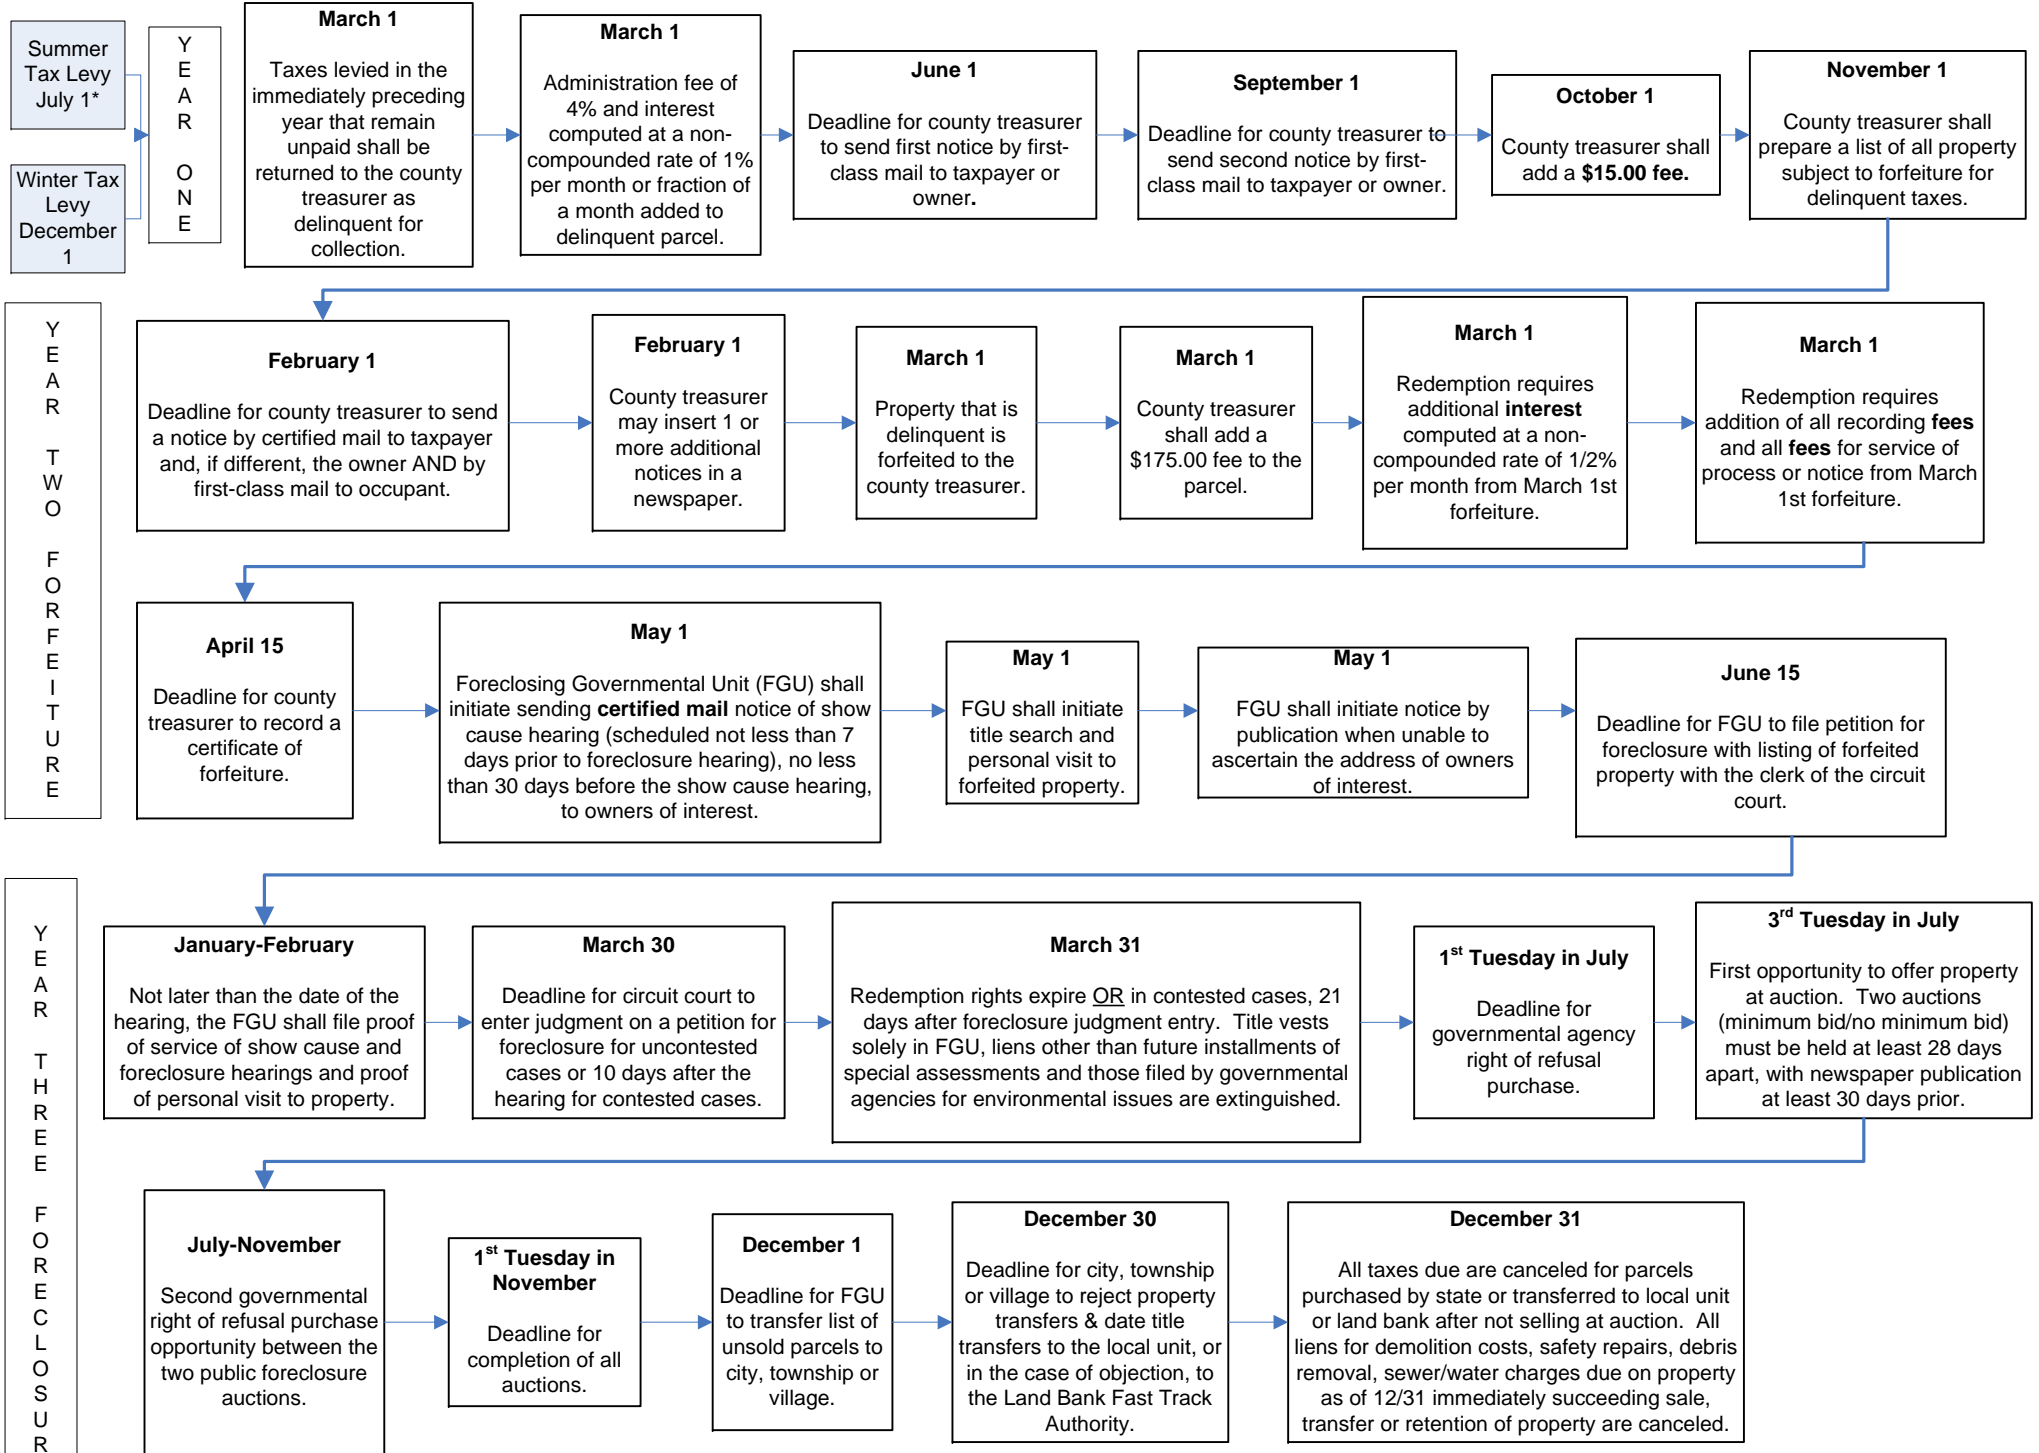 Summer
Tax Levy
July 1*
Winter Tax
Levy
December
1
Y
E
A
R
O
N
E
March 1
Taxes levied in the
immediately preceding
year that remain
unpaid shall be
returned to the county
treasurer as
delinquent for
collection.
March 1
Administration fee of
4% and interest
computed at a non-
compounded rate of 1%
per month or fraction of
a month added to
delinquent parcel.
June 1
Deadline for county treasurer
to send first notice by first-
class mail to taxpayer or
owner.
September 1
Deadline for county treasurer to
send second notice by first-
class mail to taxpayer or owner.
October 1
County treasurer shall
add a $15.00 fee.
November 1
County treasurer shall
prepare a list of all property
subject to forfeiture for
delinquent taxes.
Y
E
A
R
T
W
O
F
O
R
F
E
I
T
U
R
E
February 1
Deadline for county treasurer to send
a notice by certified mail to taxpayer
and, if different, the owner AND by
first-class mail to occupant.
February 1
County treasurer
may insert 1 or
more additional
notices in a
newspaper.
March 1
Property that is
delinquent is
forfeited to the
county treasurer.
March 1
County treasurer
shall add a
$175.00 fee to the
parcel.
March 1
Redemption requires
additional interest
computed at a non-
compounded rate of 1/2%
per month from March 1st
forfeiture.
March 1
Redemption requires
addition of all recording fees
and all fees for service of
process or notice from March
1st forfeiture.
April 15
Deadline for county
treasurer to record a
certificate of
forfeiture.
May 1
Foreclosing Governmental Unit (FGU) shall
initiate sending certified mail notice of show
cause hearing (scheduled not less than 7
days prior to foreclosure hearing), no less
than 30 days before the show cause hearing,
to owners of interest.
May 1
FGU shall initiate
title search and
personal visit to
forfeited property.
May 1
FGU shall initiate notice by
publication when unable to
ascertain the address of owners
of interest.
June 15
Deadline for FGU to file petition for
foreclosure with listing of forfeited
property with the clerk of the circuit
court.
Y
E
A
R
T
H
R
E
E
F
O
R
E
C
L
O
S
U
R
January-February
Not later than the date of the
hearing, the FGU shall file proof
of service of show cause and
foreclosure hearings and proof
of personal visit to property.
March 30
Deadline for circuit court to
enter judgment on a petition for
foreclosure for uncontested
cases or 10 days after the
hearing for contested cases.
March 31
Redemption rights expire OR in contested cases, 21
days after foreclosure judgment entry.  Title vests
solely in FGU, liens other than future installments of
special assessments and those filed by governmental
agencies for environmental issues are extinguished.
1st Tuesday in July
Deadline for
governmental agency
right of refusal
purchase.
3rd Tuesday in July
First opportunity to offer property
at auction.  Two auctions
(minimum bid/no minimum bid)
must be held at least 28 days
apart, with newspaper publication
at least 30 days prior.
July-November
Second governmental
right of refusal purchase
opportunity between the
two public foreclosure
auctions.
1st Tuesday in
November
Deadline for
completion of all
auctions.
December 1
Deadline for FGU
to transfer list of
unsold parcels to
city, township or
village.
December 30
Deadline for city, township
or village to reject property
transfers & date title
transfers to the local unit, or
in the case of objection, to
the Land Bank Fast Track
Authority.
December 31
All taxes due are canceled for parcels
purchased by state or transferred to local unit
or land bank after not selling at auction.  All
liens for demolition costs, safety repairs, debris
removal, sewer/water charges due on property
as of 12/31 immediately succeeding sale,
transfer or retention of property are canceled.